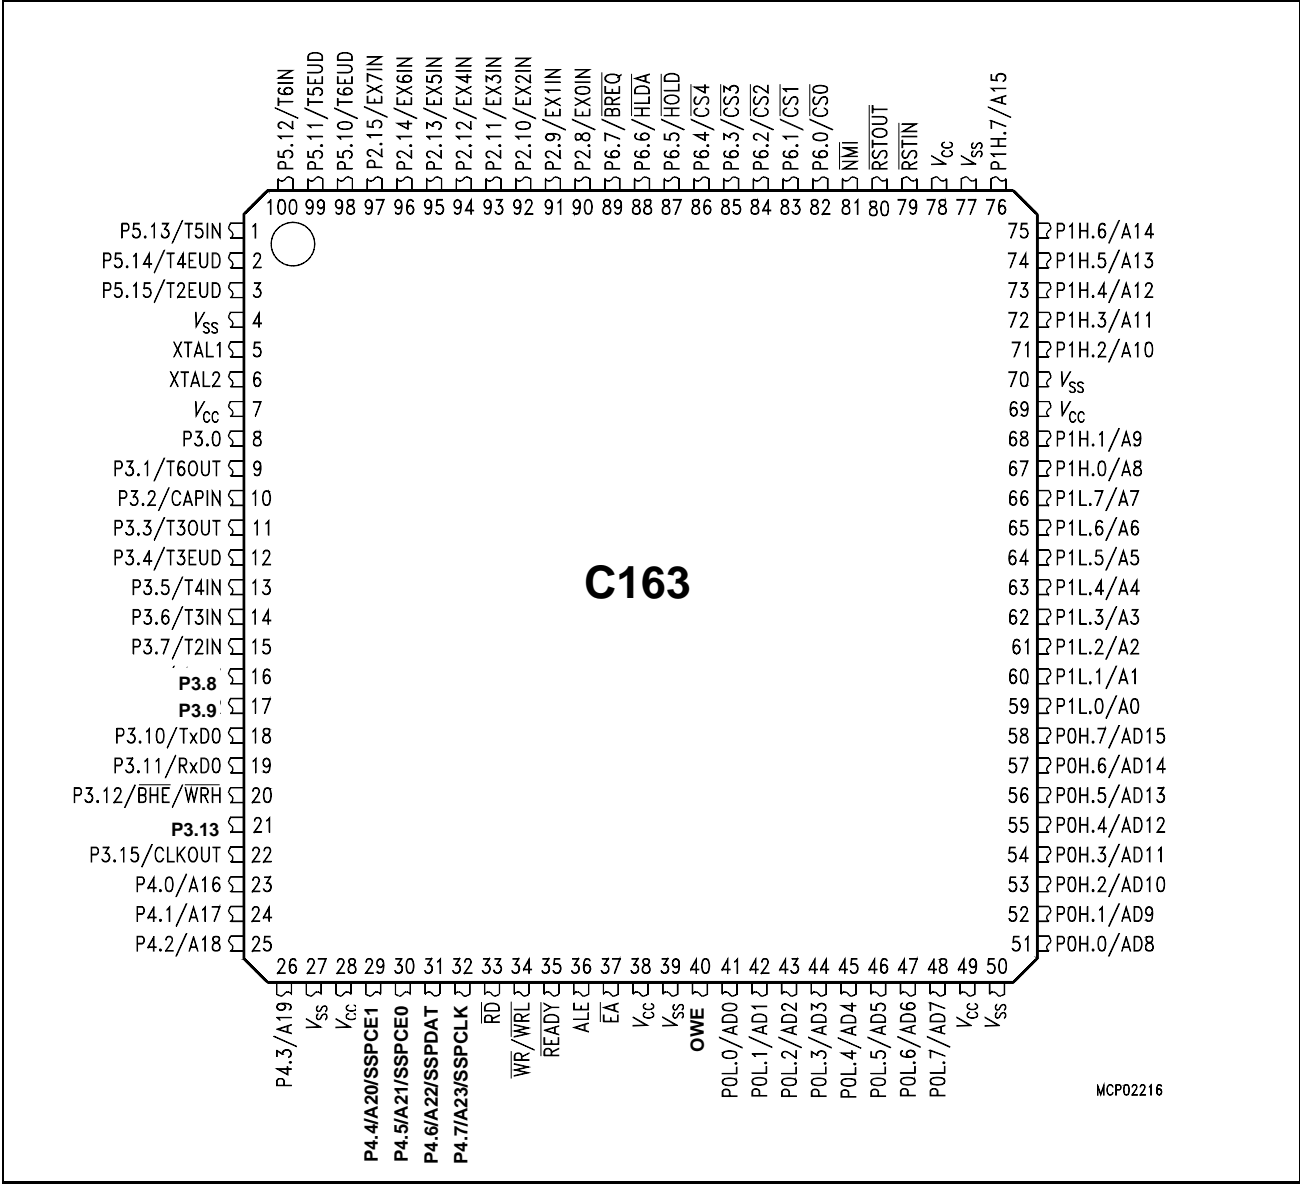 P5.12/T6IN
P5.11/T5EUD
P5.10/T6EUD
P2.15/EX7IN
P2.14/EX6IN
P2.13/EX5IN
P2.12/EX4IN
P2.11/EX3IN
P2.10/EX2IN
P2.9/EX1IN
P2.8/EX0IN
P6.7/BREQ
P6.6/HLDA
P6.5/HOLD
P6.4/CS4
P6.3/CS3
P6.2/CS2
P6.1/CS1
P6.0/CS0
NMI
RSTOUT
RSTIN
VCC
VSS
P1H.7/A15
100 99 98 97 96 95 94 93 92 91 90 89 88 87 86 85 84 83 82 81 80 79 78 77 76
P5.13/T5IN 1
P5.14/T4EUD 2
P5.15/T2EUD 3
VSS 4
XTAL1 5
XTAL2 6
VCC 7
P3.0 8
P3.1/T6OUT 9
P3.2/CAPIN 10
P3.3/T3OUT 11
P3.4/T3EUD 12
P3.5/T4IN 13
P3.6/T3IN 14
P3.7/T2IN 15
P3.8 16
P3.9 17
P3.10/TxD0 18
P3.11/RxD0 19
P3.12/BHE/WRH 20
P3.13 21
P3.15/CLKOUT 22
P4.0/A16 23
P4.1/A17 24
P4.2/A18 25
C163
75 P1H.6/A14
74 P1H.5/A13
73 P1H.4/A12
72 P1H.3/A11
71 P1H.2/A10
70 VSS
69 VCC
68 P1H.1/A9
67 P1H.0/A8
66 P1L.7/A7
65 P1L.6/A6
64 P1L.5/A5
63 P1L.4/A4
62 P1L.3/A3
61 P1L.2/A2
60 P1L.1/A1
59 P1L.0/A0
58 P0H.7/AD15
57 P0H.6/AD14
56 P0H.5/AD13
55 P0H.4/AD12
54 P0H.3/AD11
53 P0H.2/AD10
52 P0H.1/AD9
51 P0H.0/AD8
26 27 28 29 30 31 32 33 34 35 36 37 38 39 40 41 42 43 44 45 46 47 48 49 50
P4.3/A19
VSS
VCC
P4.4/A20/SSPCE1
P4.5/A21/SSPCE0
P4.6/A22/SSPDAT
P4.7/A23/SSPCLK
RD
WR/WRL
READY
ALE
EA
VCC
VSS
OWE
P0L.0/AD0
P0L.1/AD1
P0L.2/AD2
P0L.3/AD3
P0L.4/AD4
P0L.5/AD5
P0L.6/AD6
P0L.7/AD7
VCC
VSS
MCP02216